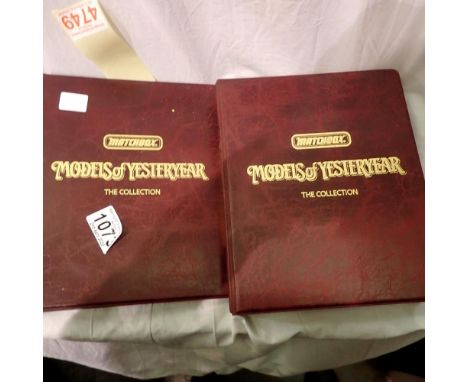 4749
MATCHBOX
MODELS of YESTERYEAR
THE COLLECTION
107
MATCHBOX
MODELS of YESTERYEAR
THE COLLECTION